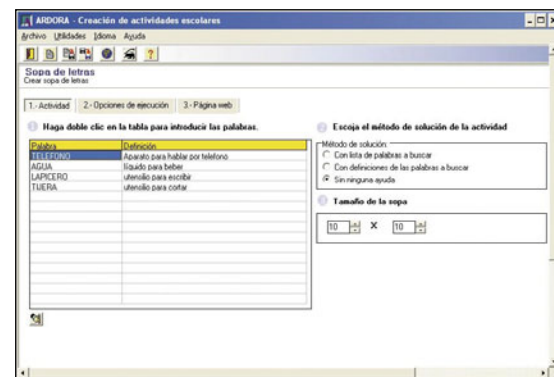 ARDORA - Creación de actividades escolares
Archivo Utilidades Idioma Ayuda
Sopa de letras
Crear sopa de letras
1.- Actividad 2.- Opciones de ejecución 3.- Página web
Haga doble clic en la tabla para introducir las palabras.
Palabra Definición
TELEFONO Aparato para hablar por telefono
AGUA líquido para beber
LAPICERO utensilio para escribir
TIJERA utensilio para cortar
Escoja el método de solución de la actividad
Método de solución
Con lista de palabras a buscar
Con definiciones de las palabras a buscar
Sin ninguna ayuda
Tamaño de la sopa
10 X 10